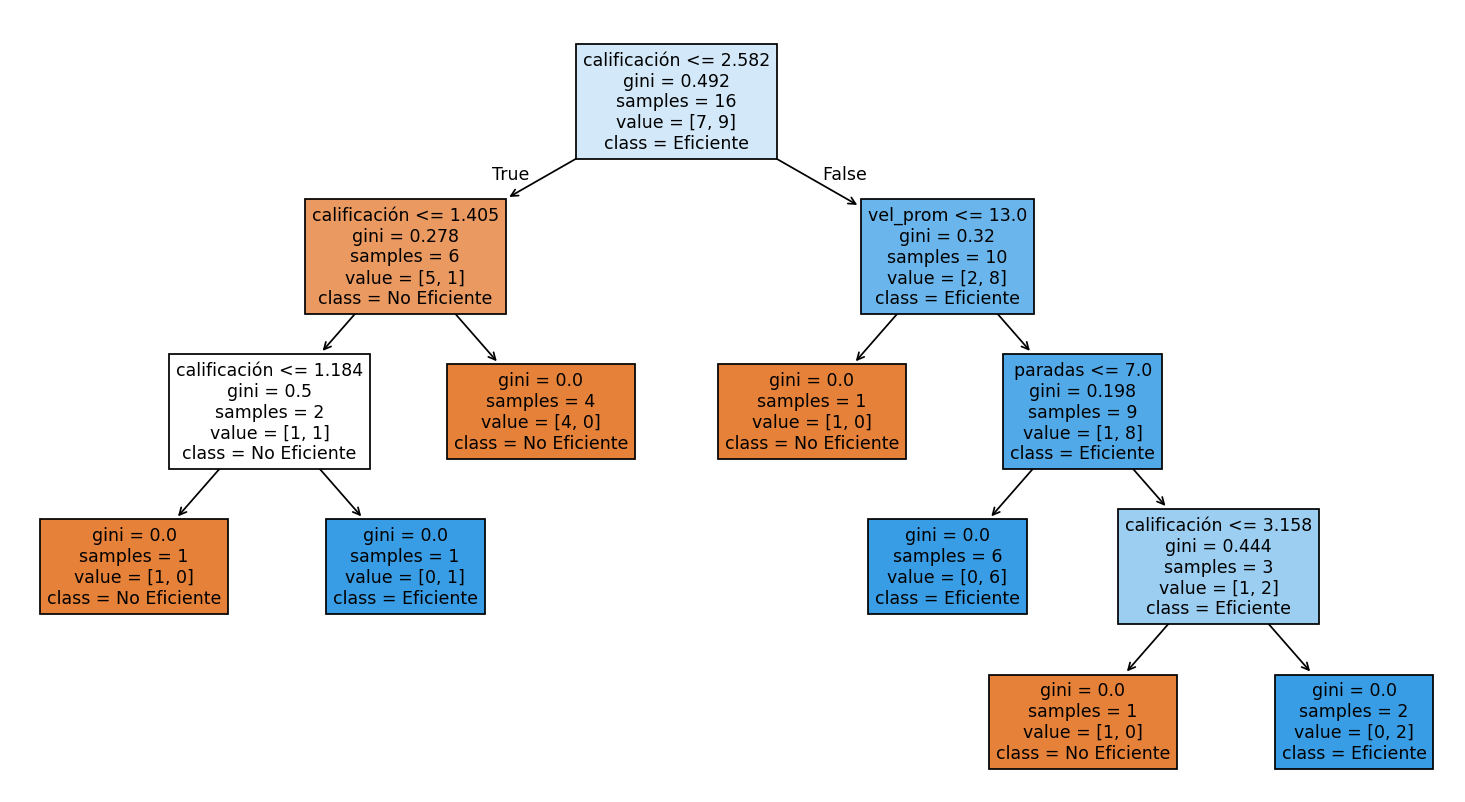 calificación <= 2.582
gini = 0.492
samples = 16
value = [7, 9]
class = Eficiente
True
False
calificación <= 1.405
gini = 0.278
samples = 6
value = [5, 1]
class = No Eficiente
vel_prom <= 13.0
gini = 0.32
samples = 10
value = [2, 8]
class = Eficiente
calificación <= 1.184
gini = 0.5
samples = 2
value = [1, 1]
class = No Eficiente
gini = 0.0
samples = 4
value = [4, 0]
class = No Eficiente
gini = 0.0
samples = 1
value = [1, 0]
class = No Eficiente
paradas <= 7.0
gini = 0.198
samples = 9
value = [1, 8]
class = Eficiente
gini = 0.0
samples = 1
value = [1, 0]
class = No Eficiente
gini = 0.0
samples = 1
value = [0, 1]
class = Eficiente
gini = 0.0
samples = 6
value = [0, 6]
class = Eficiente
calificación <= 3.158
gini = 0.444
samples = 3
value = [1, 2]
class = Eficiente
gini = 0.0
samples = 1
value = [1, 0]
class = No Eficiente
gini = 0.0
samples = 2
value = [0, 2]
class = Eficiente